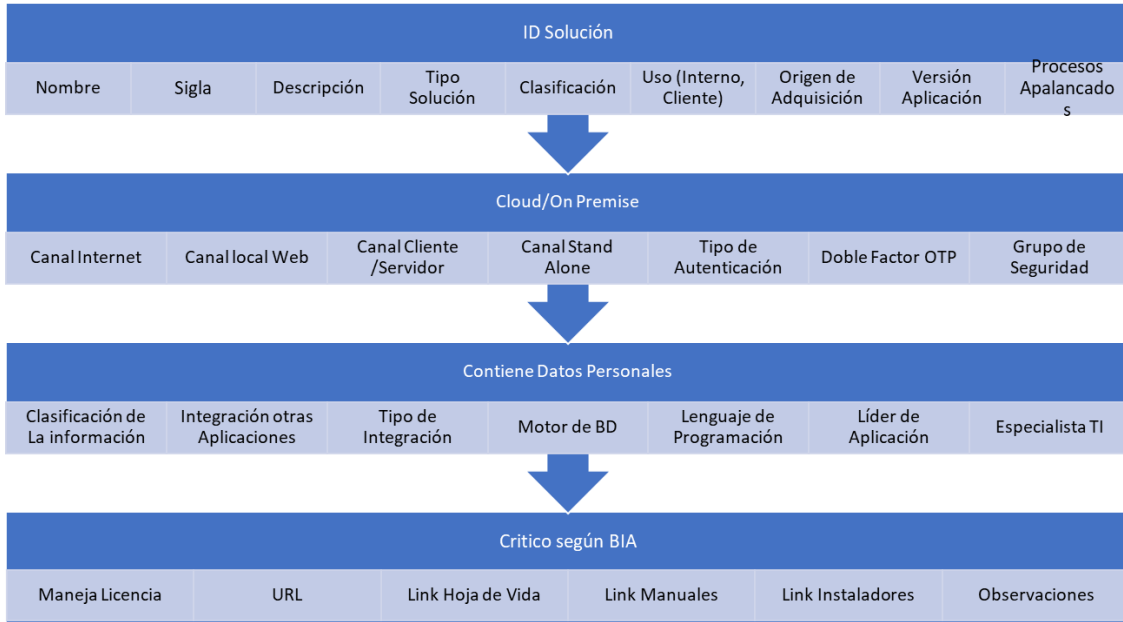 ID Solución
Nombre
Sigla
Descripción
Tipo
Solución
Clasificación
Uso (Interno,
Cliente)
Origen de
Adquisición
Versión
Aplicación
Procesos
Apalancado
s
Cloud/On Premise
Canal Internet
Canal local Web
Canal Cliente
/Servidor
Canal Stand
Alone
Tipo de
Autenticación
Doble Factor OTP
Grupo de
Seguridad
Contiene Datos Personales
Clasificación de
La información
Integración otras
Aplicaciones
Tipo de
Integración
Motor de BD
Lenguaje de
Programación
Líder de
Aplicación
Especialista TI
Critico según BIA
Maneja Licencia
URL
Link Hoja de Vida
Link Manuales
Link Instaladores
Observaciones